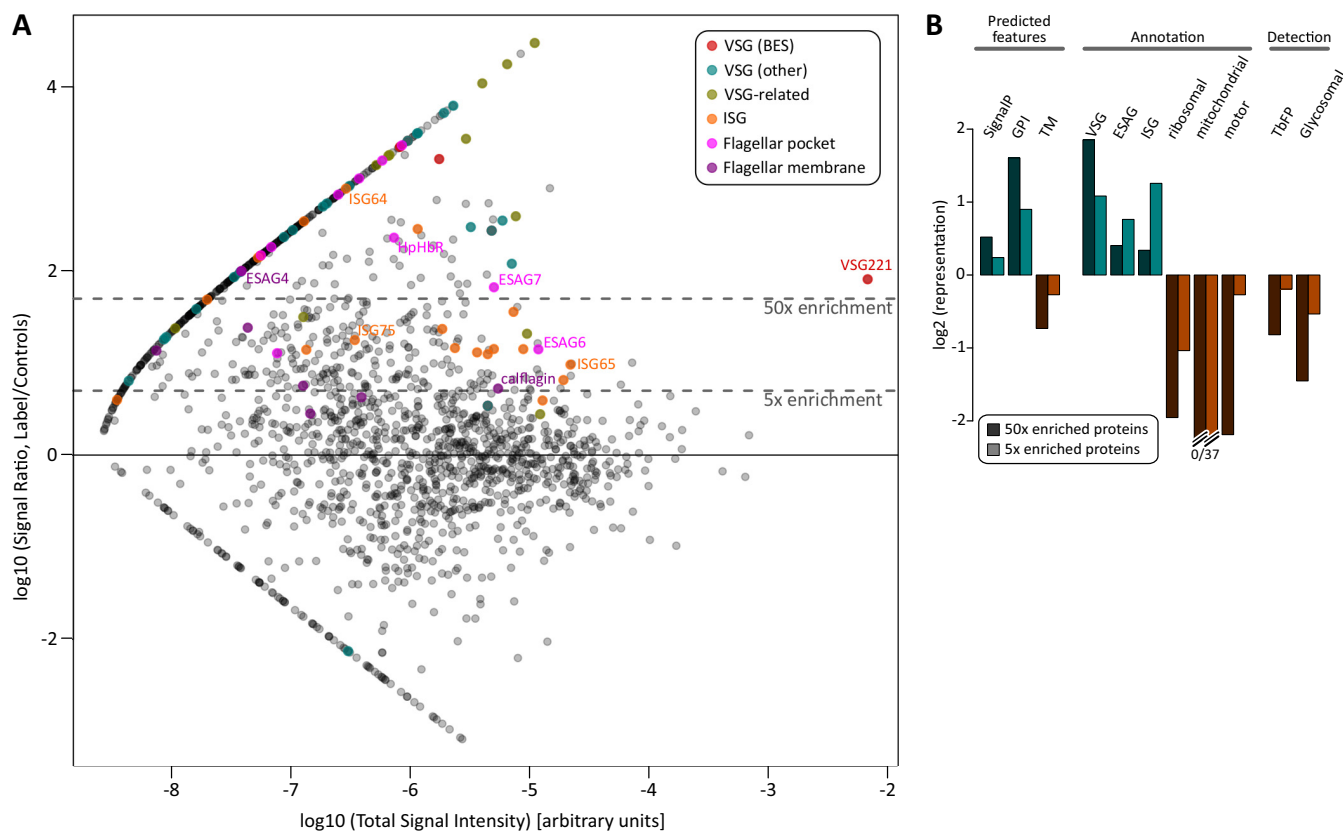 A
log10 (Signal Ratio, Label/Controls)
4
2
0
-2
-8
-7
-6
-5
-4
-3
-2
log10 (Total Signal Intensity) [arbitrary units]
VSG (BES)
VSG (other)
VSG-related
ISG
Flagellar pocket
Flagellar membrane
ISG64
HpHbR
ESAG4
ESAG7
VSG221
50x enrichment
ISG75
ESAG6
ISG65
calflagin
5x enrichment
B
Predicted
features
Annotation
Detection
SignalP
GPI
TM
VSG
ESAG
ISG
ribosomal
mitochondrial
motor
TbFP
Glycosomal
log2 (representation)
2
1
0
-1
-2
50x enriched proteins
5x enriched proteins
0/37